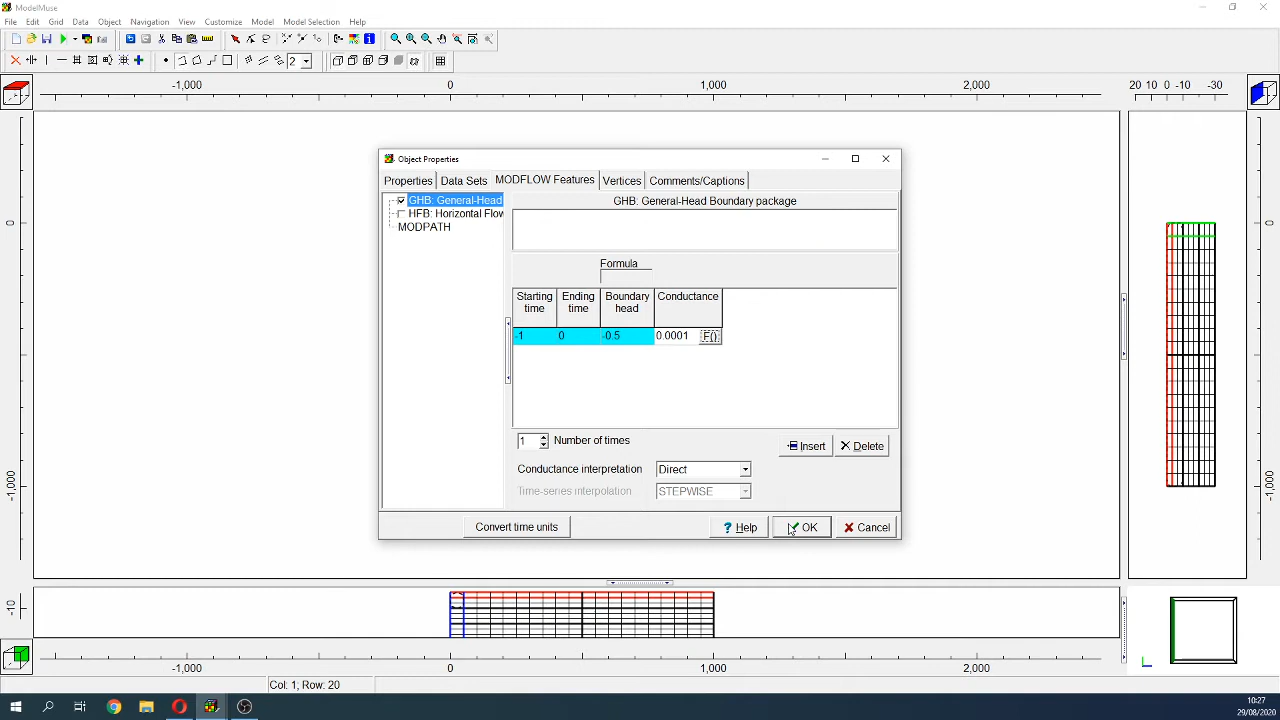 ModelMuse
File Edit Grid Data Object Navigation View Customize Model Model Selection Help
2
-1,000 0 1,000 2,000
20 10 0 -10 -30
0
-1,000
0
-1,000
Object Properties
Properties Data Sets MODFLOW Features Vertices Comments/Captions
GHB: General-Head
HFB: Horizontal Flow
MODPATH
GHB: General-Head Boundary package
Formula
Starting time Ending time Boundary head Conductance
-1 0 -0.5 0.0001 F()
1 Number of times
Insert Delete
Conductance interpretation Direct
Time-series interpolation STEPWISE
Convert time units Help OK Cancel
-10
-1,000 0 1,000 2,000
Col: 1; Row: 20
10:27
29/08/2020